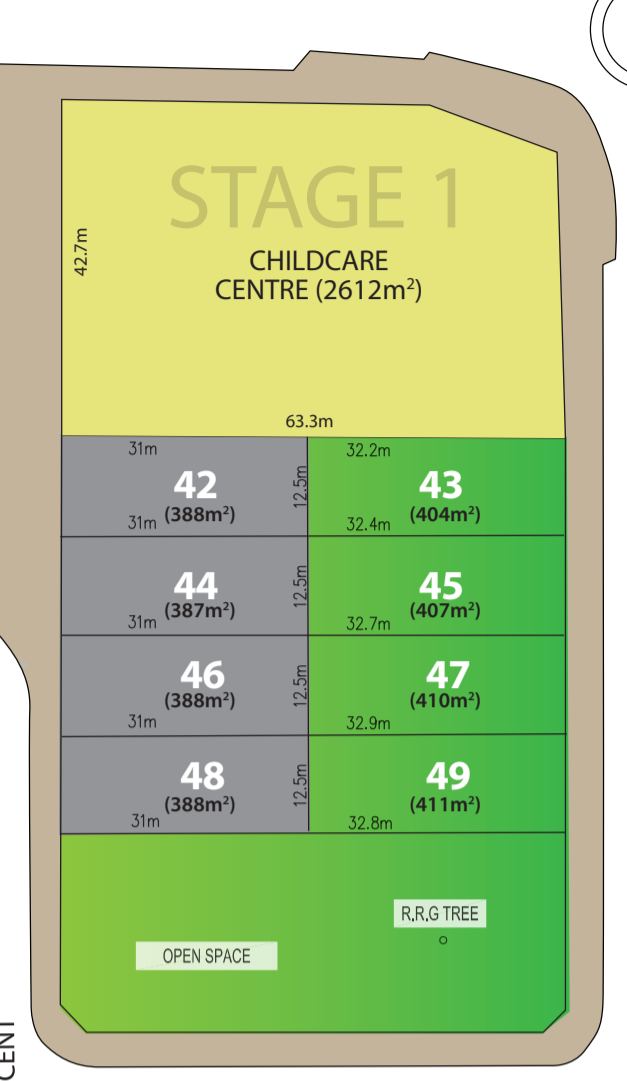 STAGE 1
42.7m
CHILDCARE
CENTRE (2612m²)
63.3m
31m
42
(388m²)
31m
12.5m
32.2m
43
(404m²)
32.4m
44
(387m²)
31m
12.5m
45
(407m²)
32.7m
46
(388m²)
31m
12.5m
47
(410m²)
32.9m
48
(388m²)
31m
12.5m
49
(411m²)
32.8m
R.R.G TREE
OPEN SPACE
CENT